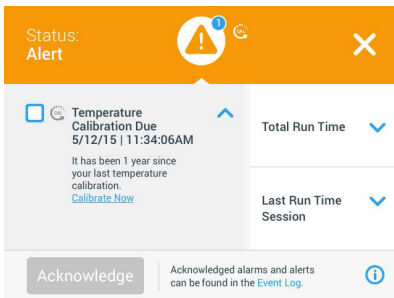 Status:
Alert
1
CAL
CAL
Temperature
Calibration Due
5/12/15 | 11:34:06AM
It has been 1 year since
your last temperature
calibration.
Calibrate Now
Total Run Time
Last Run Time
Session
Acknowledge
Acknowledged alarms and alerts
can be found in the Event Log.